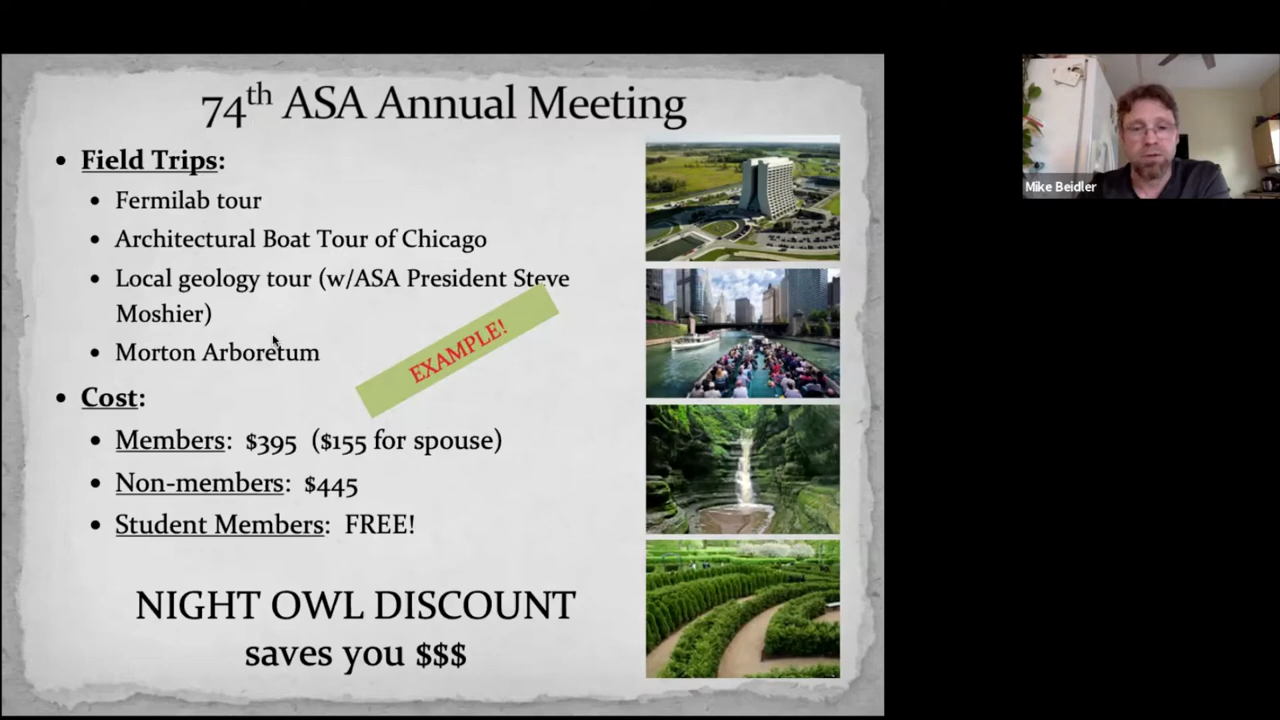 74th ASA Annual Meeting
• Field Trips:
• Fermilab tour
• Architectural Boat Tour of Chicago
• Local geology tour (w/ASA President Steve
Moshier)
• Morton Arboretum
EXAMPLE!
• Cost:
• Members: $395 ($155 for spouse)
• Non-members: $445
• Student Members: FREE!
NIGHT OWL DISCOUNT
saves you $$$
Mike Beidler